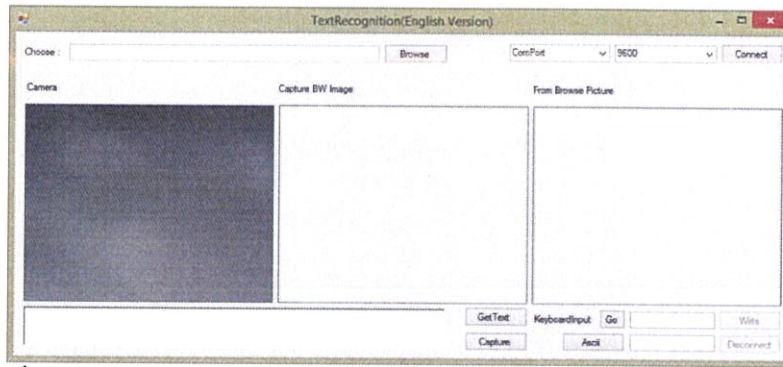 TextRecognition(English Version)
Choose : Browse ComPort 9600 Connect
Camera Capture BW Image From Browse Picture
GetText KeyboardInput Go Write
Capture Ascii Deconnect